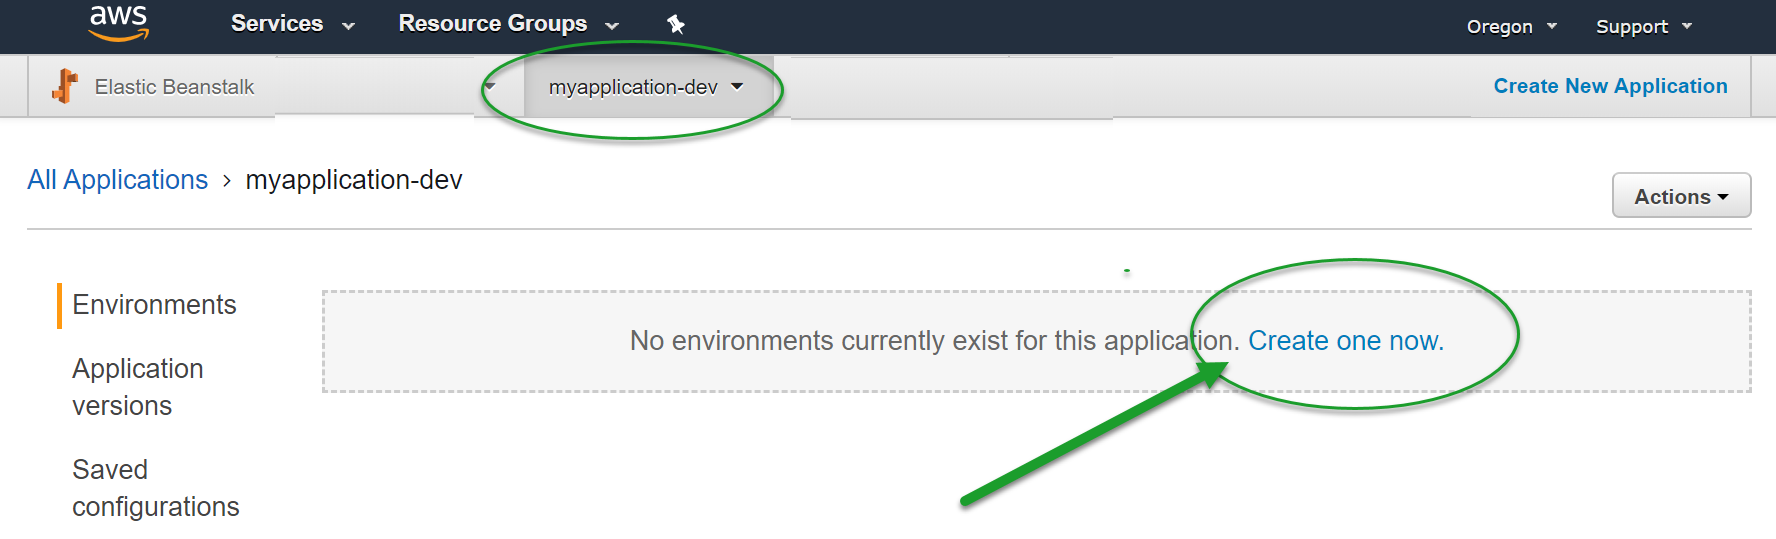 aws Services Resource Groups Oregon Support
Elastic Beanstalk myapplication-dev Create New Application
All Applications › myapplication-dev
Actions
Environments
No environments currently exist for this application. Create one now.
Application
versions
Saved
configurations